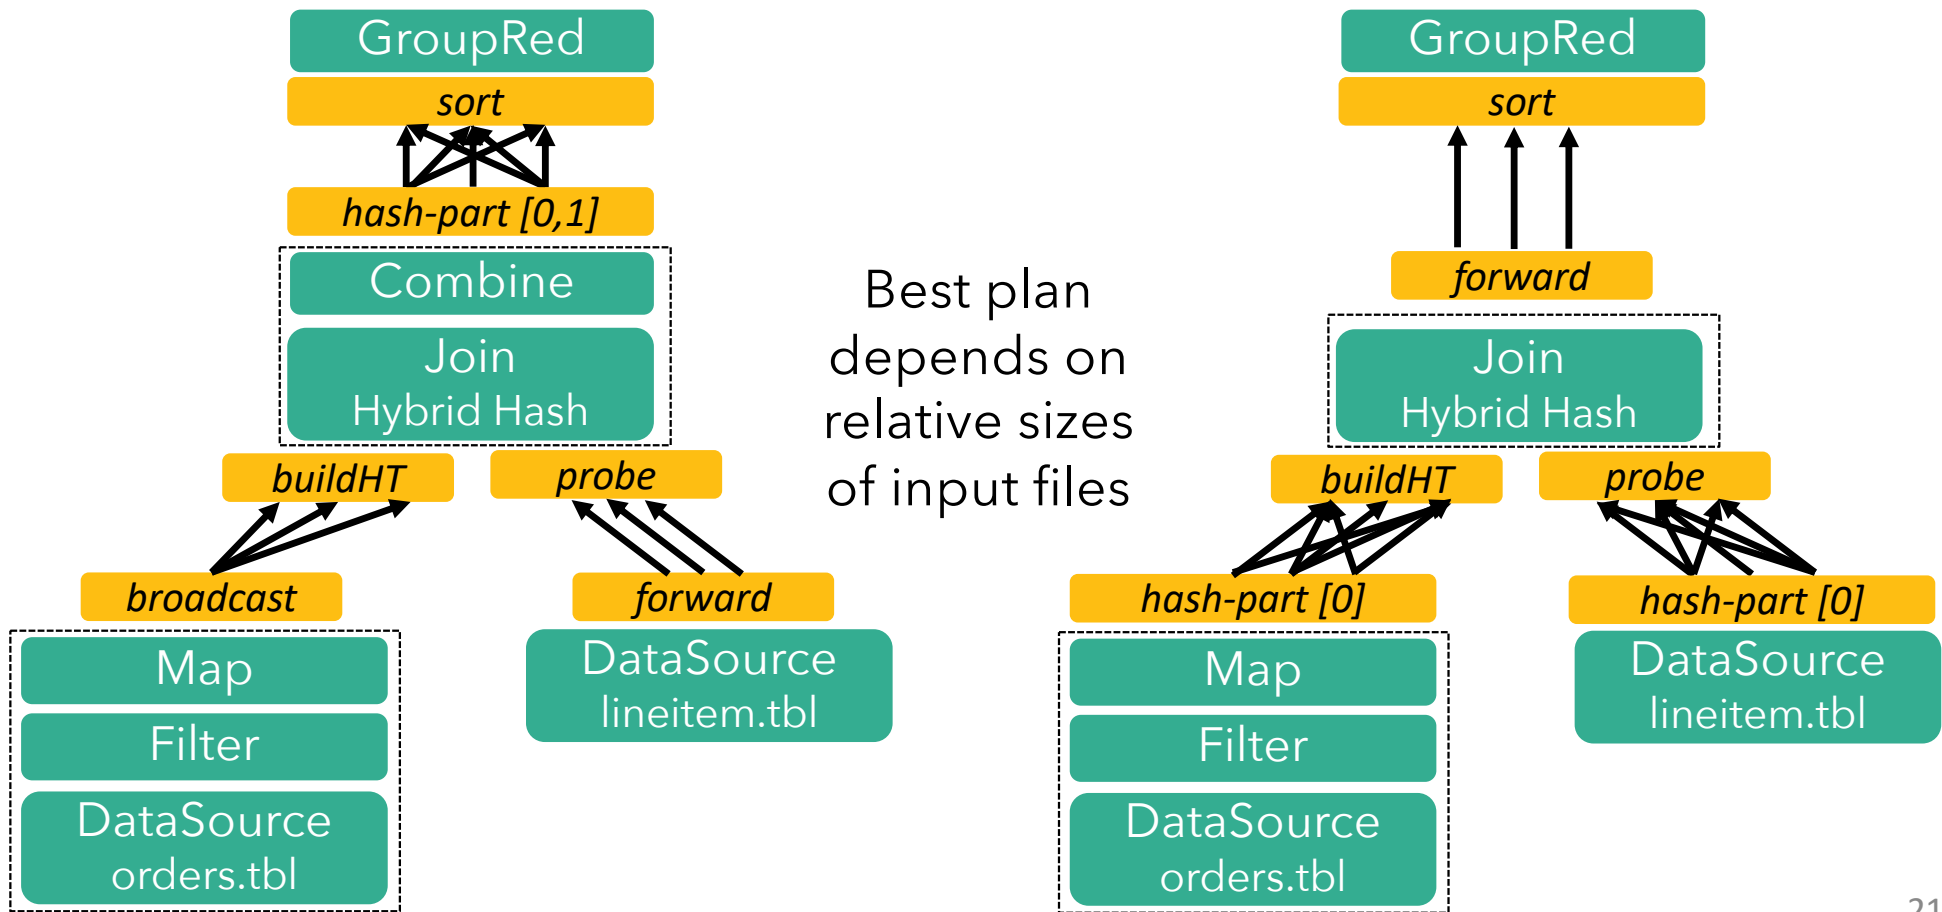 GroupRed
sort
hash-part [0,1]
Combine
Join
Hybrid Hash
buildHT
probe
broadcast
forward
Map
Filter
DataSource
orders.tbl
DataSource
lineitem.tbl
Best plan
depends on
relative sizes
of input files
GroupRed
sort
forward
Join
Hybrid Hash
buildHT
probe
hash-part [0]
hash-part [0]
Map
Filter
DataSource
orders.tbl
DataSource
lineitem.tbl
21